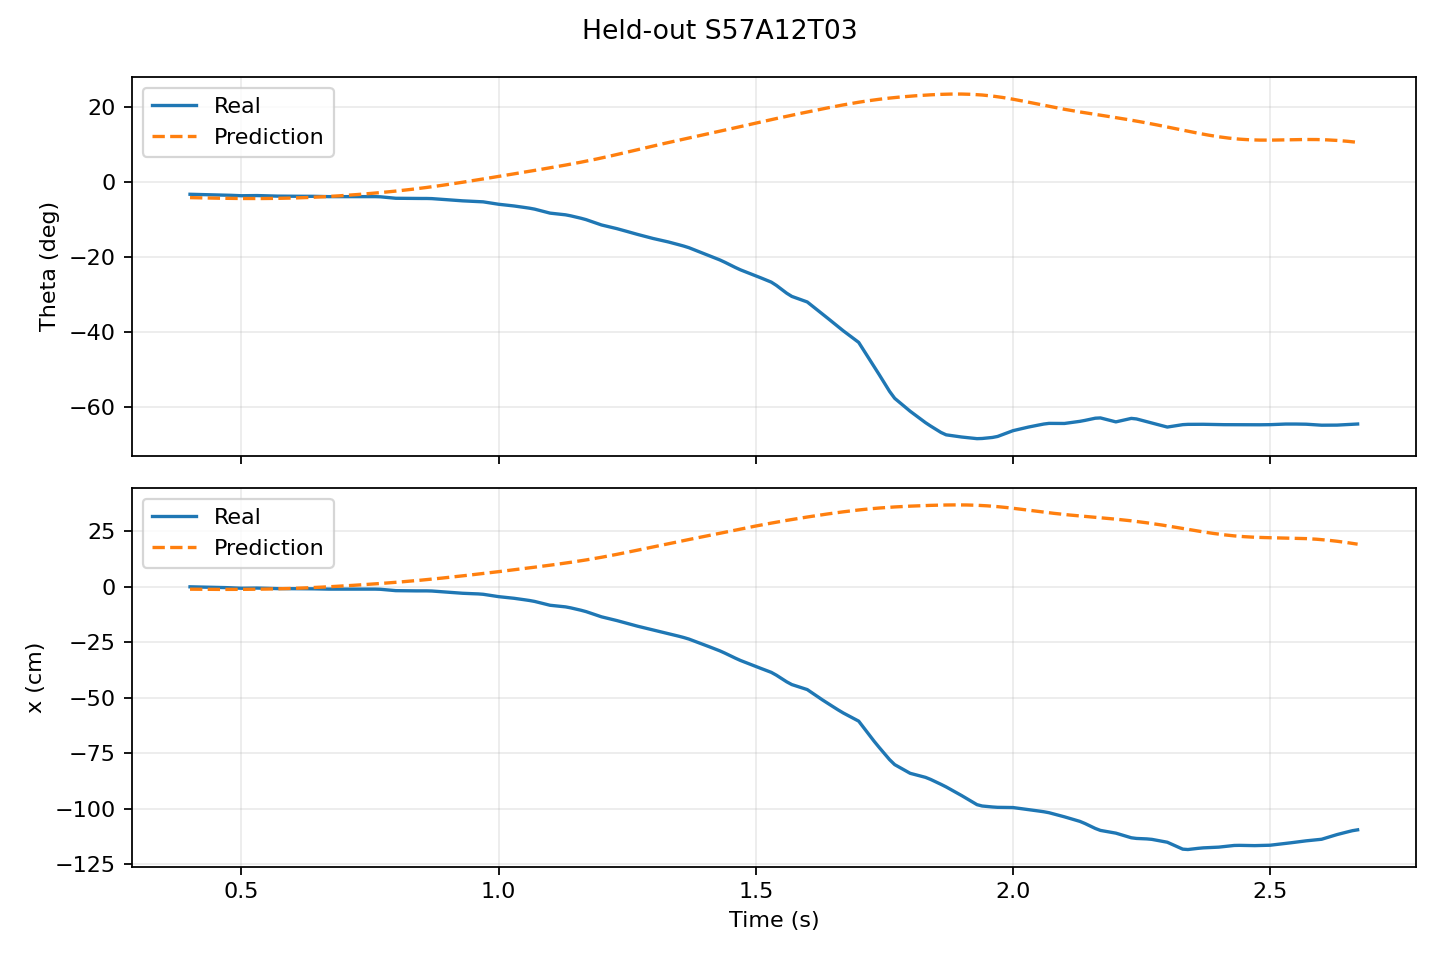 Held-out S57A12T03
Real
Prediction
20
0
−20
−40
−60
Theta (deg)
Real
Prediction
25
0
−25
−50
−75
−100
−125
x (cm)
0.5 1.0 1.5 2.0 2.5
Time (s)